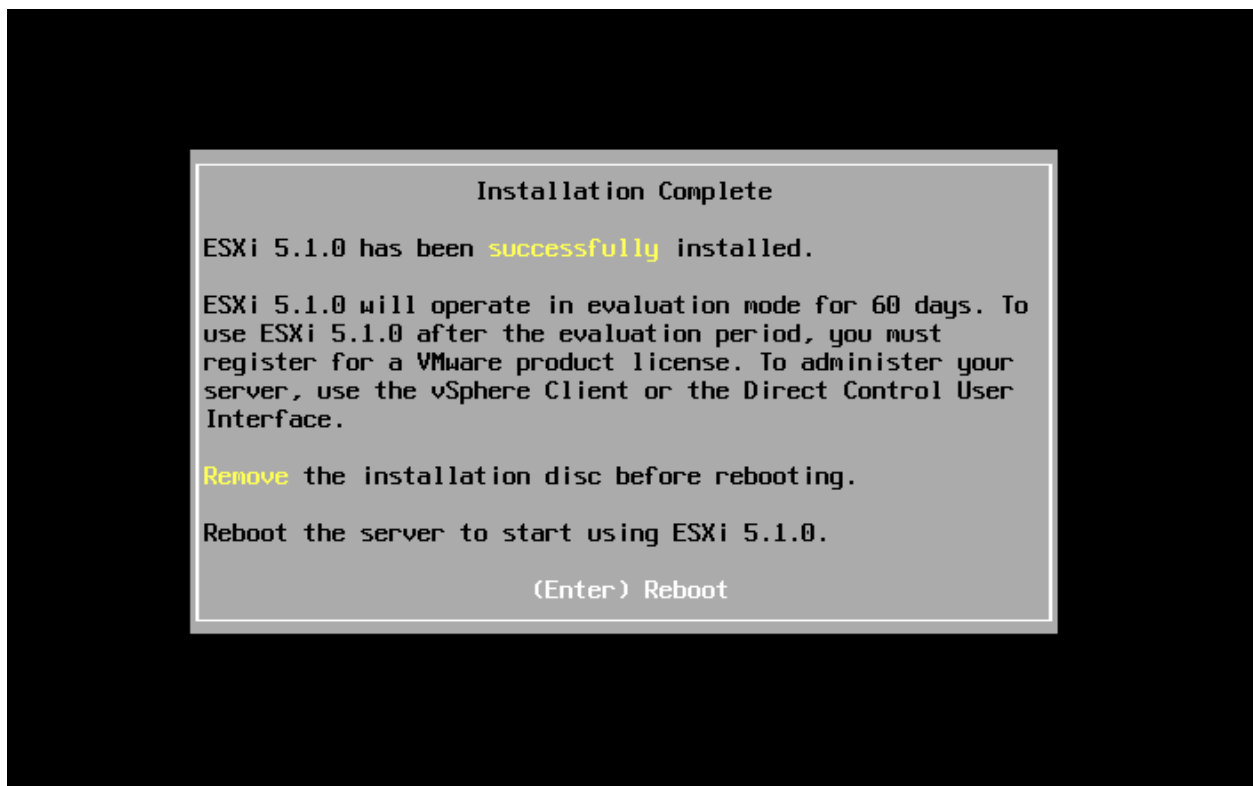 Installation Complete
ESXi 5.1.0 has been successfully installed.
ESXi 5.1.0 will operate in evaluation mode for 60 days. To
use ESXi 5.1.0 after the evaluation period, you must
register for a VMware product license. To administer your
server, use the vSphere Client or the Direct Control User
Interface.
Remove the installation disc before rebooting.
Reboot the server to start using ESXi 5.1.0.
(Enter) Reboot